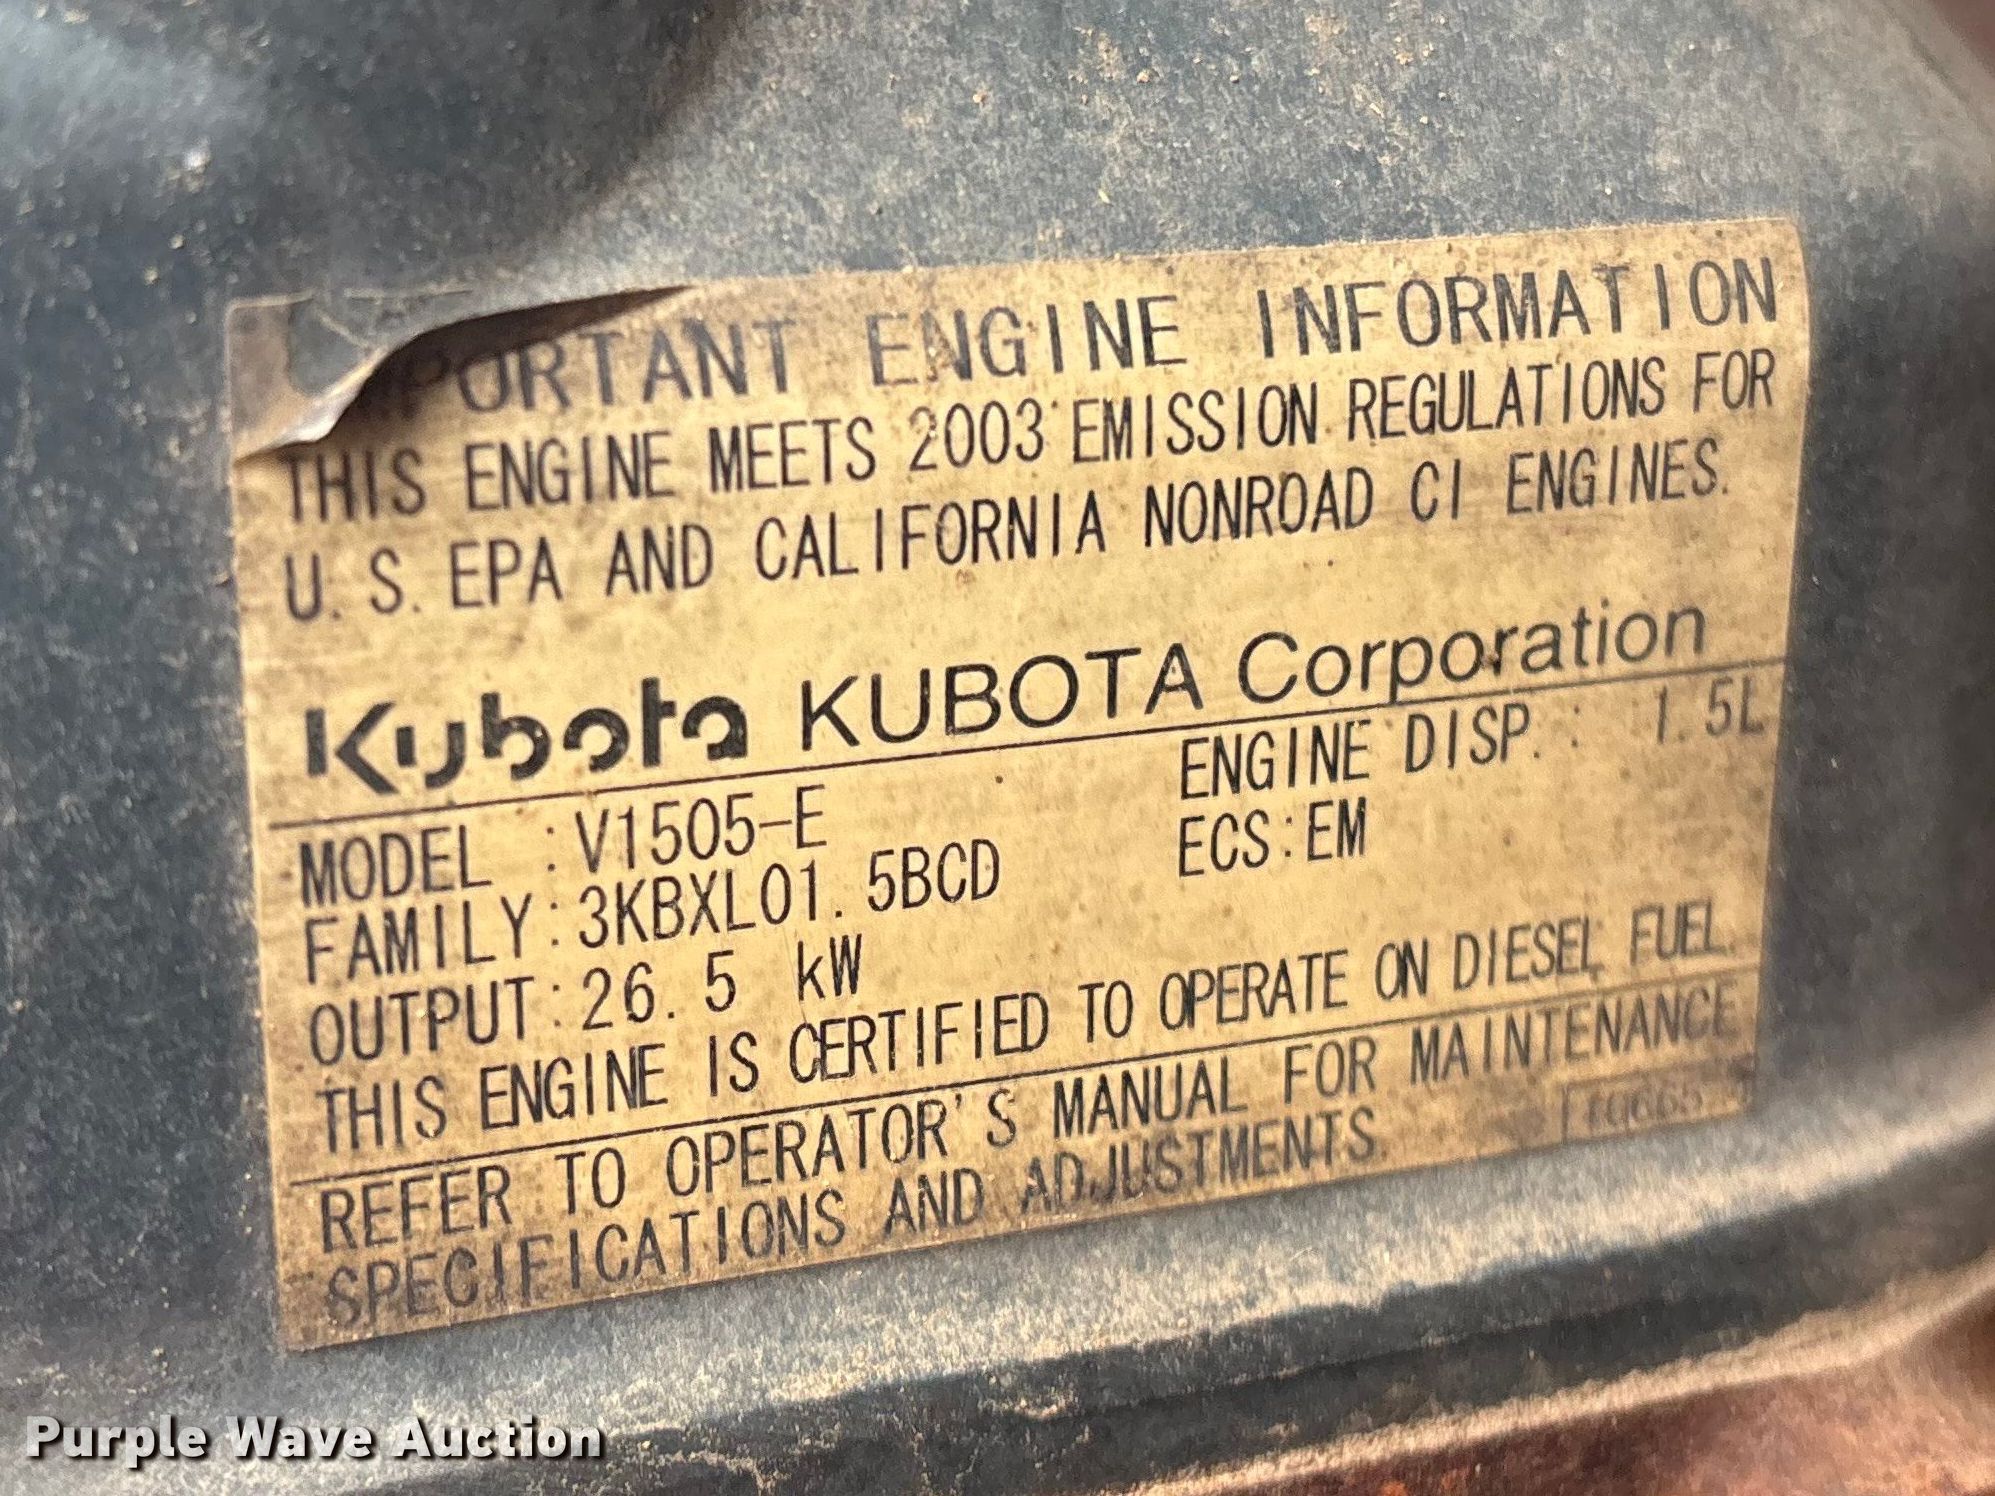 IMPORTANT ENGINE INFORMATION
THIS ENGINE MEETS 2003 EMISSION REGULATIONS FOR
U.S. EPA AND CALIFORNIA NONROAD CI ENGINES.
Kubota KUBOTA Corporation
MODEL :V1505-E ENGINE DISP.: 1.5L
FAMILY:3KBXL01.5BCD ECS:EM
OUTPUT:26.5 kW
THIS ENGINE IS CERTIFIED TO OPERATE ON DIESEL FUEL.
REFER TO OPERATOR'S MANUAL FOR MAINTENANCE
SPECIFICATIONS AND ADJUSTMENTS.
Purple Wave Auction